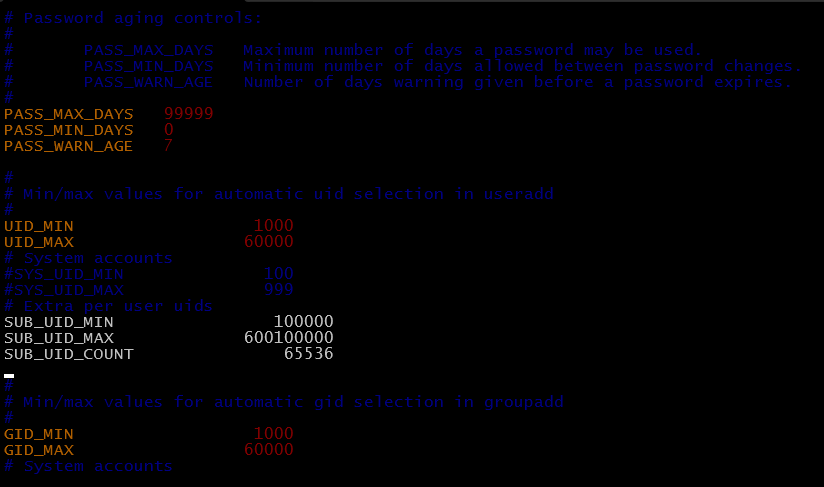 # Password aging controls:
#
#       PASS_MAX_DAYS   Maximum number of days a password may be used.
#       PASS_MIN_DAYS   Minimum number of days allowed between password changes.
#       PASS_WARN_AGE   Number of days warning given before a password expires.
#
PASS_MAX_DAYS   99999
PASS_MIN_DAYS   0
PASS_WARN_AGE   7
#
# Min/max values for automatic uid selection in useradd
#
UID_MIN                  1000
UID_MAX                 60000
# System accounts
#SYS_UID_MIN              100
#SYS_UID_MAX              999
# Extra per user uids
SUB_UID_MIN                100000
SUB_UID_MAX             600100000
SUB_UID_COUNT               65536
#
# Min/max values for automatic gid selection in groupadd
#
GID_MIN                  1000
GID_MAX                 60000
# System accounts